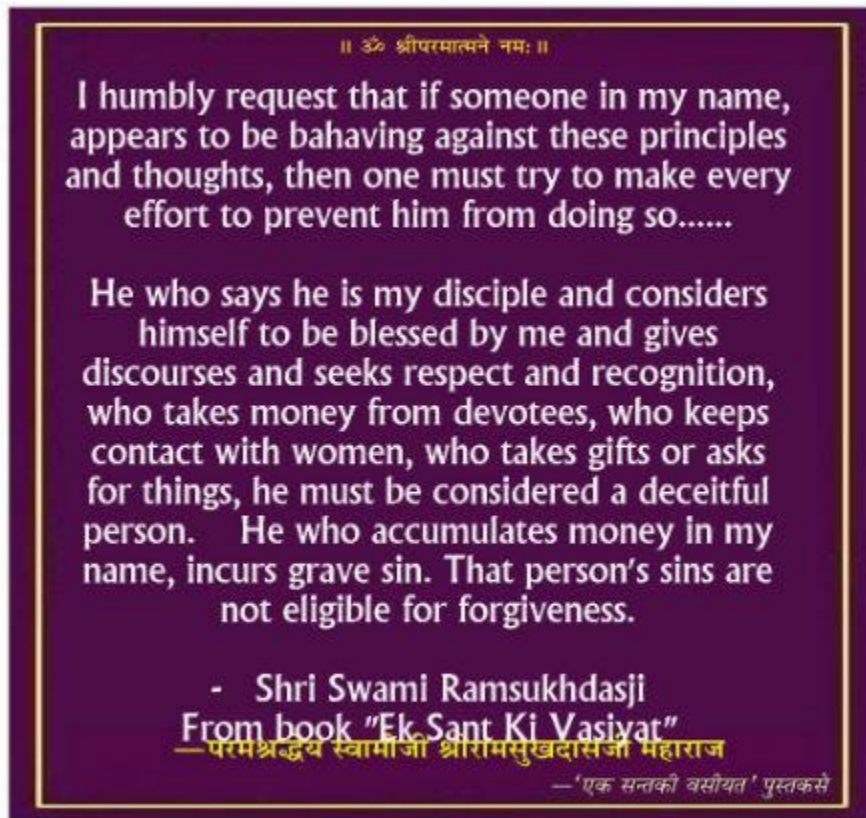 ॥ ॐ श्रीपरमात्मने नमः ॥
I humbly request that if someone in my name,
appears to be bahaving against these principles
and thoughts, then one must try to make every
effort to prevent him from doing so......
He who says he is my disciple and considers
himself to be blessed by me and gives
discourses and seeks respect and recognition,
who takes money from devotees, who keeps
contact with women, who takes gifts or asks
for things, he must be considered a deceitful
person. He who accumulates money in my
name, incurs grave sin. That person's sins are
not eligible for forgiveness.
- Shri Swami Ramsukhdasji
From book "Ek Sant Ki Vasiyat"
—परमश्रद्धेय स्वामीजी श्रीरामसुखदासजी महाराज
—'एक सन्तकी वसीयत' पुस्तकसे